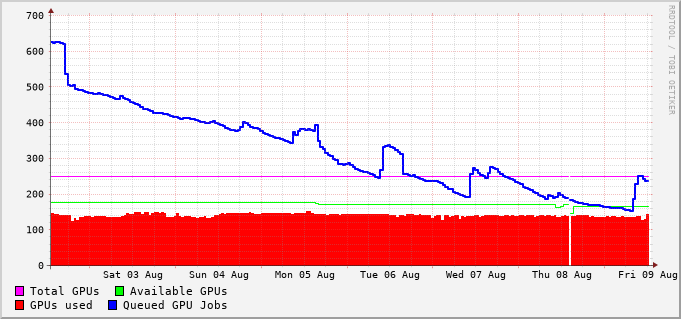 700
600
500
400
300
200
100
0
Sat 03 Aug Sun 04 Aug Mon 05 Aug Tue 06 Aug Wed 07 Aug Thu 08 Aug Fri 09 Aug
Total GPUs Available GPUs
GPUs used Queued GPU Jobs
RRDTOOL / TOBI OETIKER